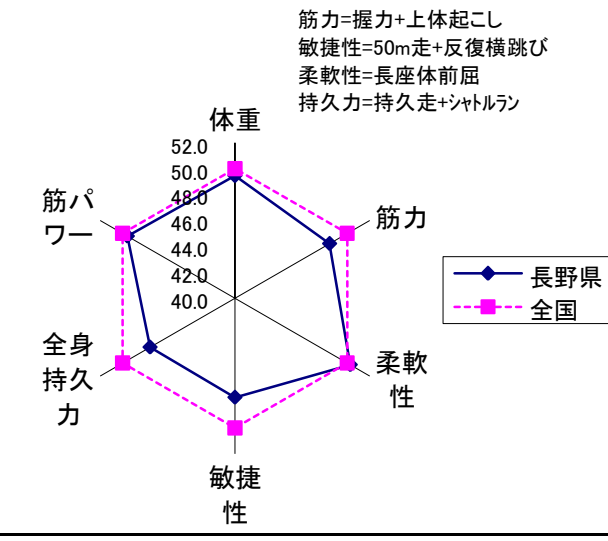 筋力=握力+上体起こし
敏捷性=50m走+反復横跳び
柔軟性=長座体前屈
持久力=持久走+シャトルラン
体重
52.0
50.0
48.0
46.0
44.0
42.0
40.0
筋パ
ワー
筋力
長野県
全国
全身
持久
力
柔軟
性
敏捷
性